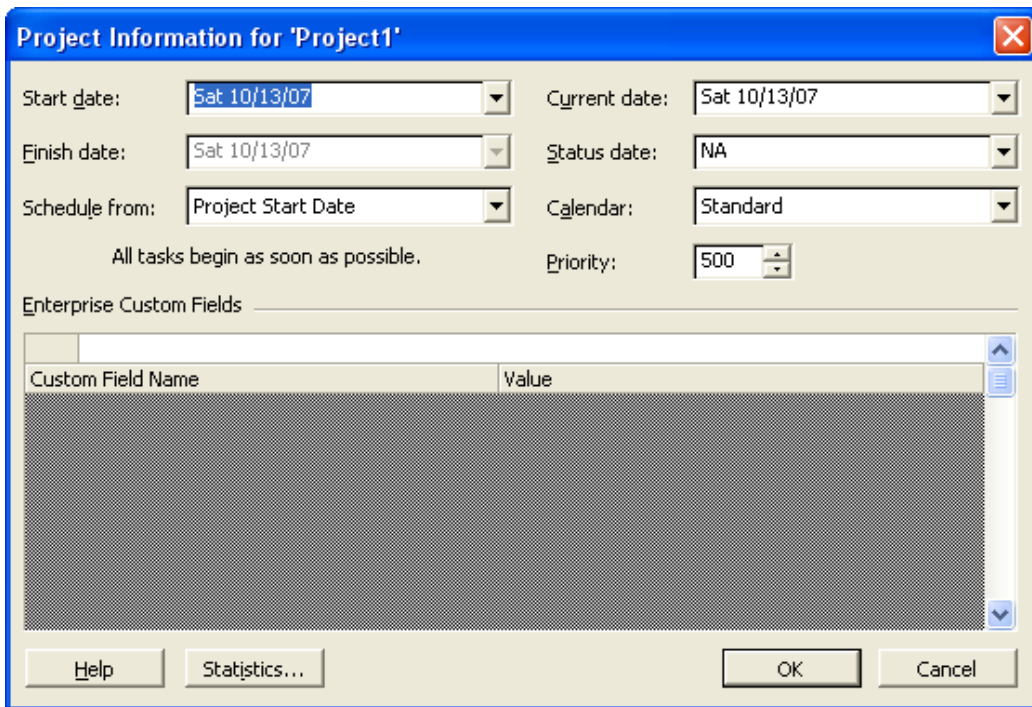 Project Information for 'Project1'
Start date: Sat 10/13/07 Current date: Sat 10/13/07
Finish date: Sat 10/13/07 Status date: NA
Schedule from: Project Start Date Calendar: Standard
All tasks begin as soon as possible. Priority: 500
Enterprise Custom Fields
Custom Field Name Value
Help Statistics... OK Cancel